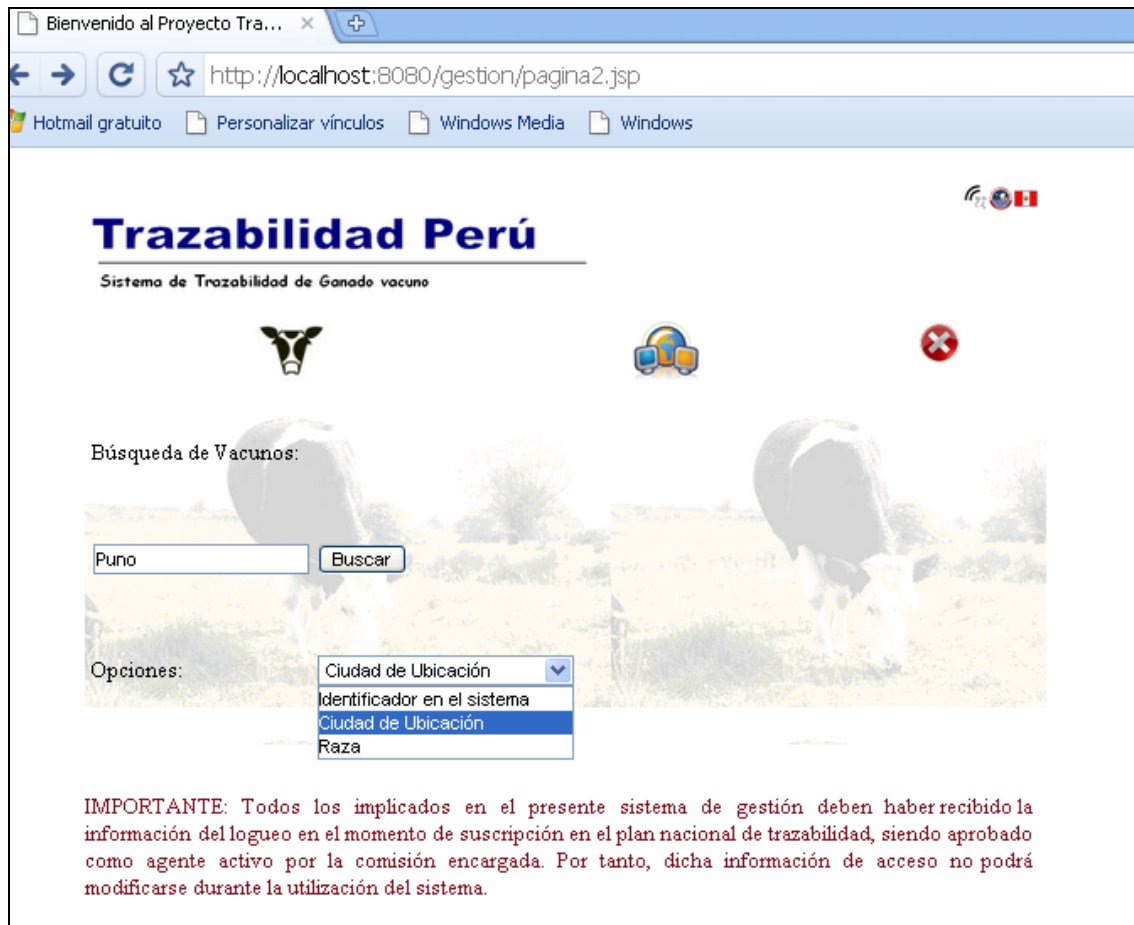 Bienvenido al Proyecto Tra...
http://localhost:8080/gestion/pagina2.jsp
Hotmail gratuito Personalizar vínculos Windows Media Windows
Trazabilidad Perú
Sistema de Trazabilidad de Ganado vacuno
Búsqueda de Vacunos:
Puno Buscar
Opciones: Ciudad de Ubicación
Identificador en el sistema
Ciudad de Ubicación
Raza
IMPORTANTE: Todos los implicados en el presente sistema de gestión deben haber recibido la
información del logueo en el momento de suscripción en el plan nacional de trazabilidad, siendo aprobado
como agente activo por la comisión encargada. Por tanto, dicha información de acceso no podrá
modificarse durante la utilización del sistema.